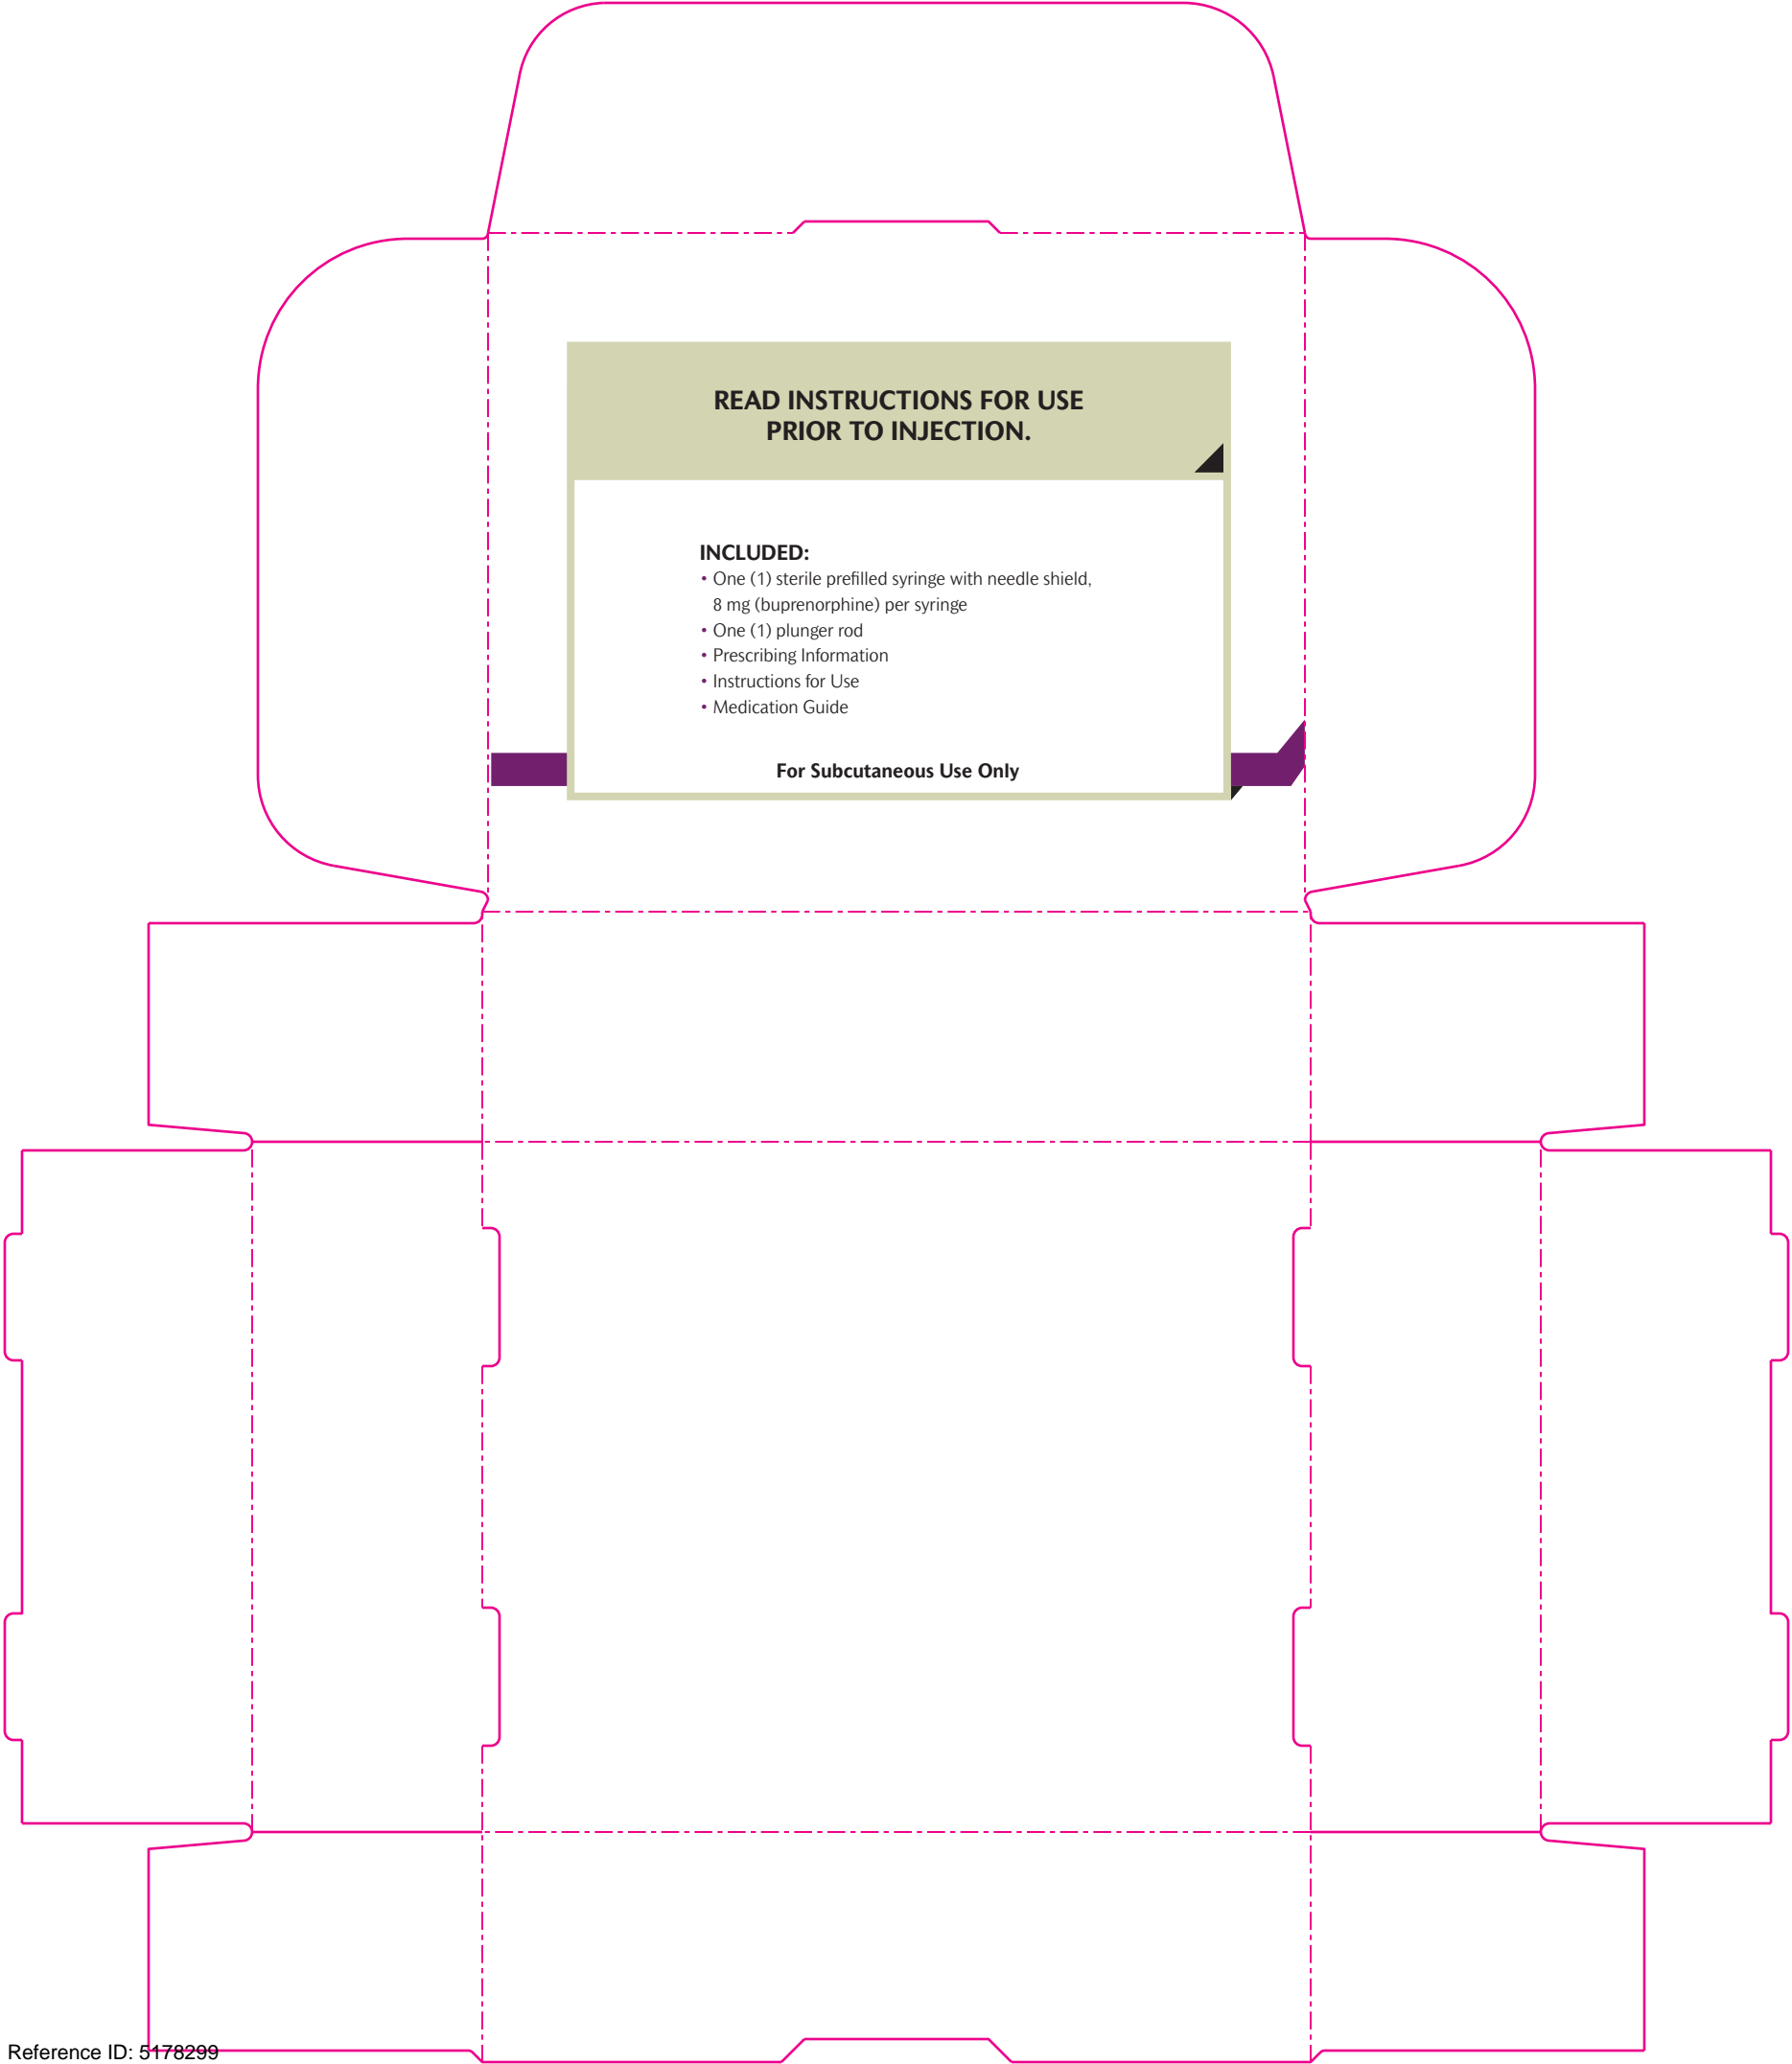 READ INSTRUCTIONS FOR USE
PRIOR TO INJECTION.
INCLUDED:
• One (1) sterile prefilled syringe with needle shield,
8 mg (buprenorphine) per syringe
• One (1) plunger rod
• Prescribing Information
• Instructions for Use
• Medication Guide
For Subcutaneous Use Only
Reference ID: 5178299